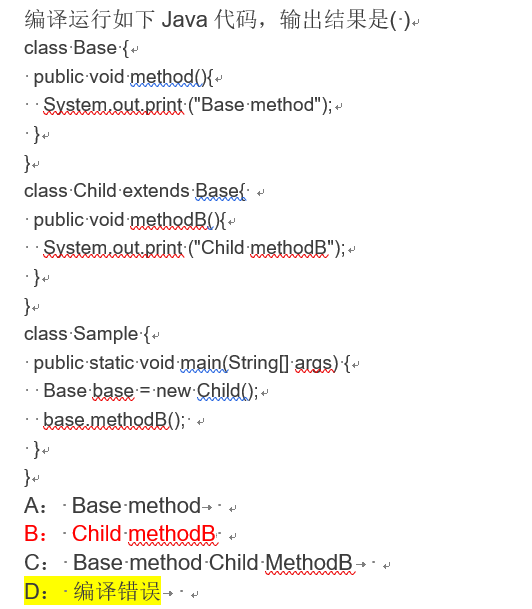 编译运行如下 Java 代码，输出结果是( )
class Base {
public void method(){
System.out.print ("Base method");
}
}
class Child extends Base{
public void methodB(){
System.out.print ("Child methodB");
}
}
class Sample {
public static void main(String[] args) {
Base base = new Child();
base.methodB();
}
}
A： Base method
B： Child methodB
C： Base method Child MethodB
D： 编译错误